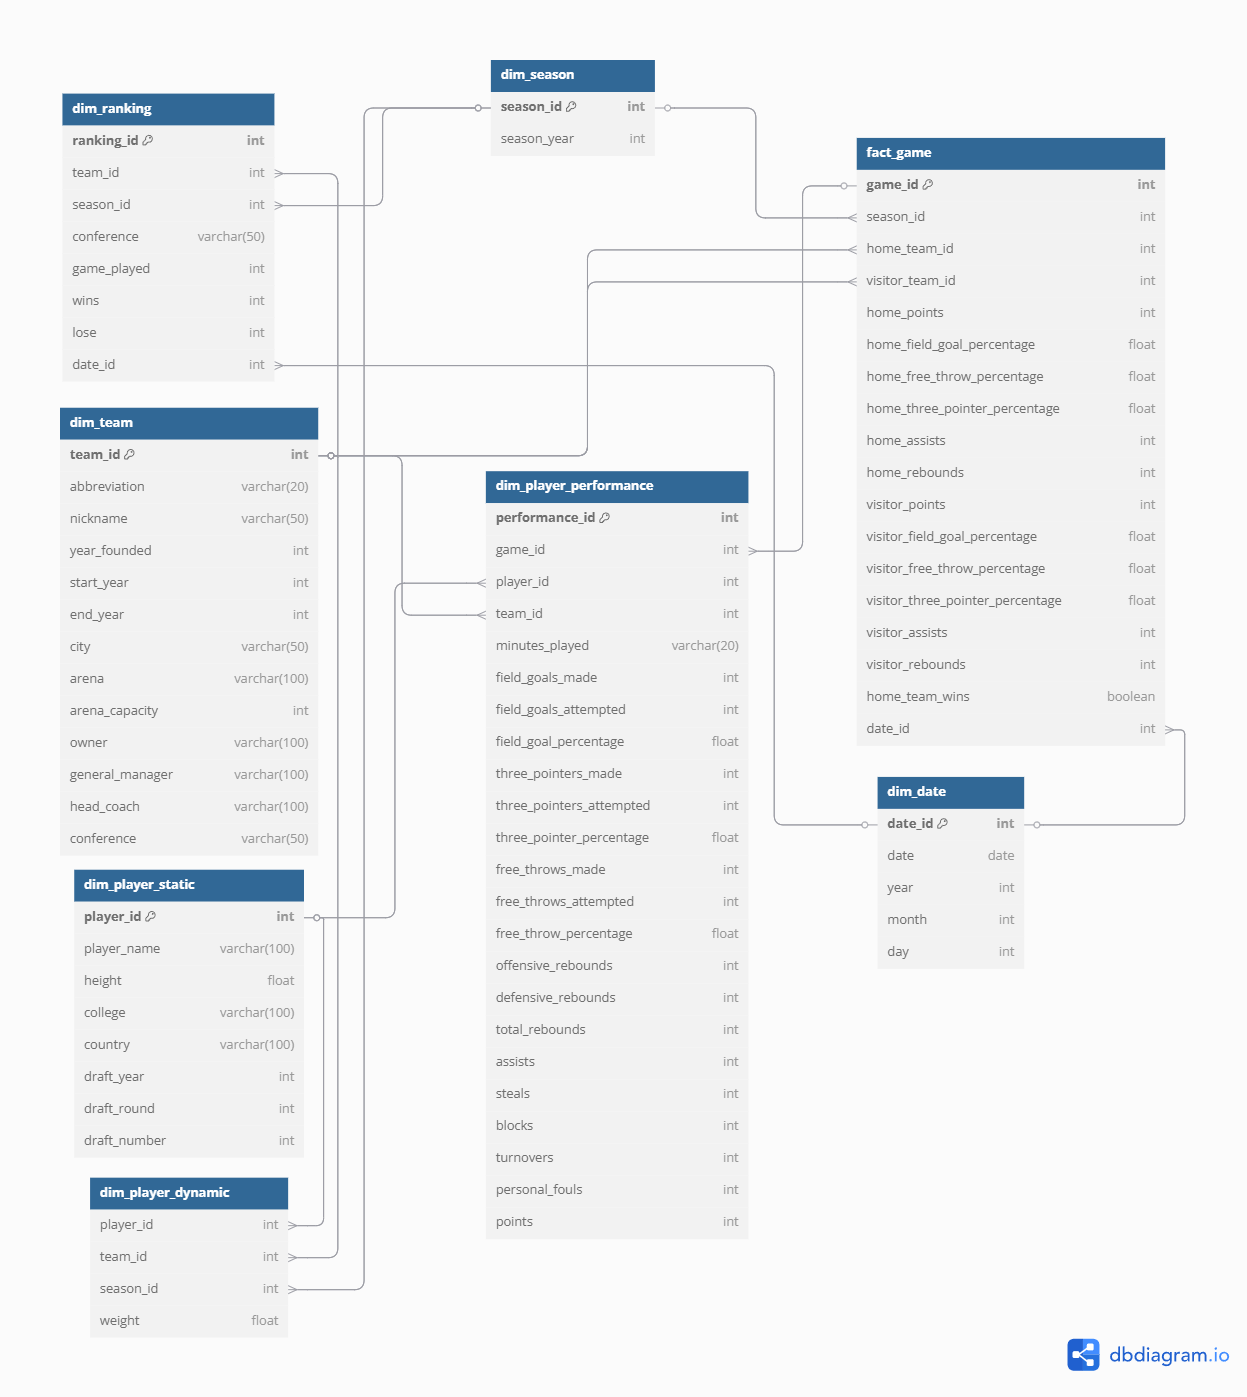 dim_season
season_id int
season_year int
dim_ranking
ranking_id int
team_id int
season_id int
conference varchar(50)
game_played int
wins int
lose int
date_id int
fact_game
game_id int
season_id int
home_team_id int
visitor_team_id int
home_points int
home_field_goal_percentage float
home_free_throw_percentage float
home_three_pointer_percentage float
home_assists int
home_rebounds int
visitor_points int
visitor_field_goal_percentage float
visitor_free_throw_percentage float
visitor_three_pointer_percentage float
visitor_assists int
visitor_rebounds int
home_team_wins boolean
date_id int
dim_team
team_id int
abbreviation varchar(20)
nickname varchar(50)
year_founded int
start_year int
end_year int
city varchar(50)
arena varchar(100)
arena_capacity int
owner varchar(100)
general_manager varchar(100)
head_coach varchar(100)
conference varchar(50)
dim_player_performance
performance_id int
game_id int
player_id int
team_id int
minutes_played varchar(20)
field_goals_made int
field_goals_attempted int
field_goal_percentage float
three_pointers_made int
three_pointers_attempted int
three_pointer_percentage float
free_throws_made int
free_throws_attempted int
free_throw_percentage float
offensive_rebounds int
defensive_rebounds int
total_rebounds int
assists int
steals int
blocks int
turnovers int
personal_fouls int
points int
dim_date
date_id int
date date
year int
month int
day int
dim_player_static
player_id int
player_name varchar(100)
height float
college varchar(100)
country varchar(100)
draft_year int
draft_round int
draft_number int
dim_player_dynamic
player_id int
team_id int
season_id int
weight float
dbdiagram.io